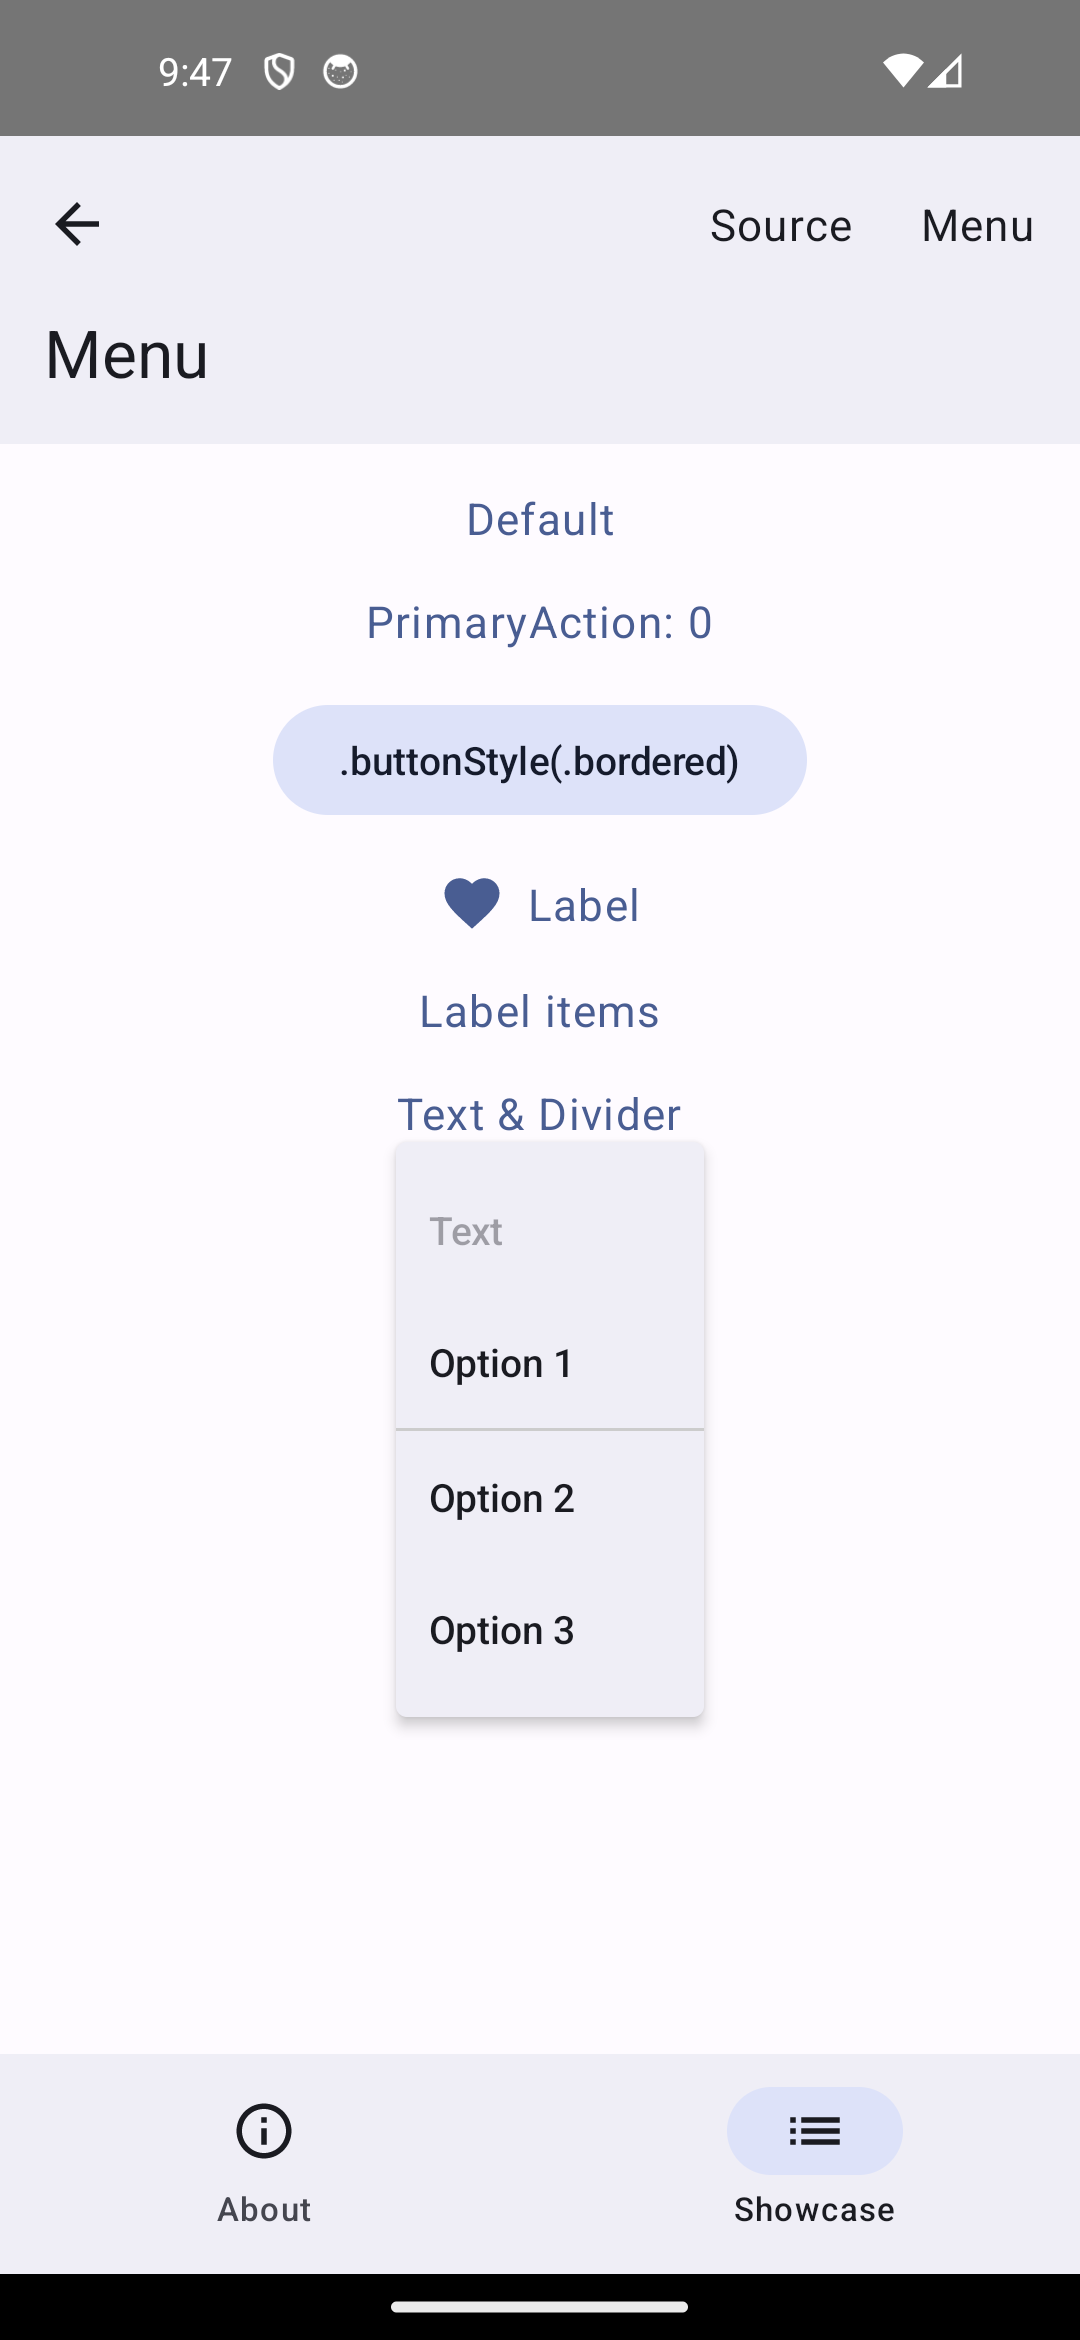 9:47
Source Menu
Menu
Default
PrimaryAction: 0
.buttonStyle(.bordered)
Label
Label items
Text & Divider
Text
Option 1
Option 2
Option 3
About Showcase